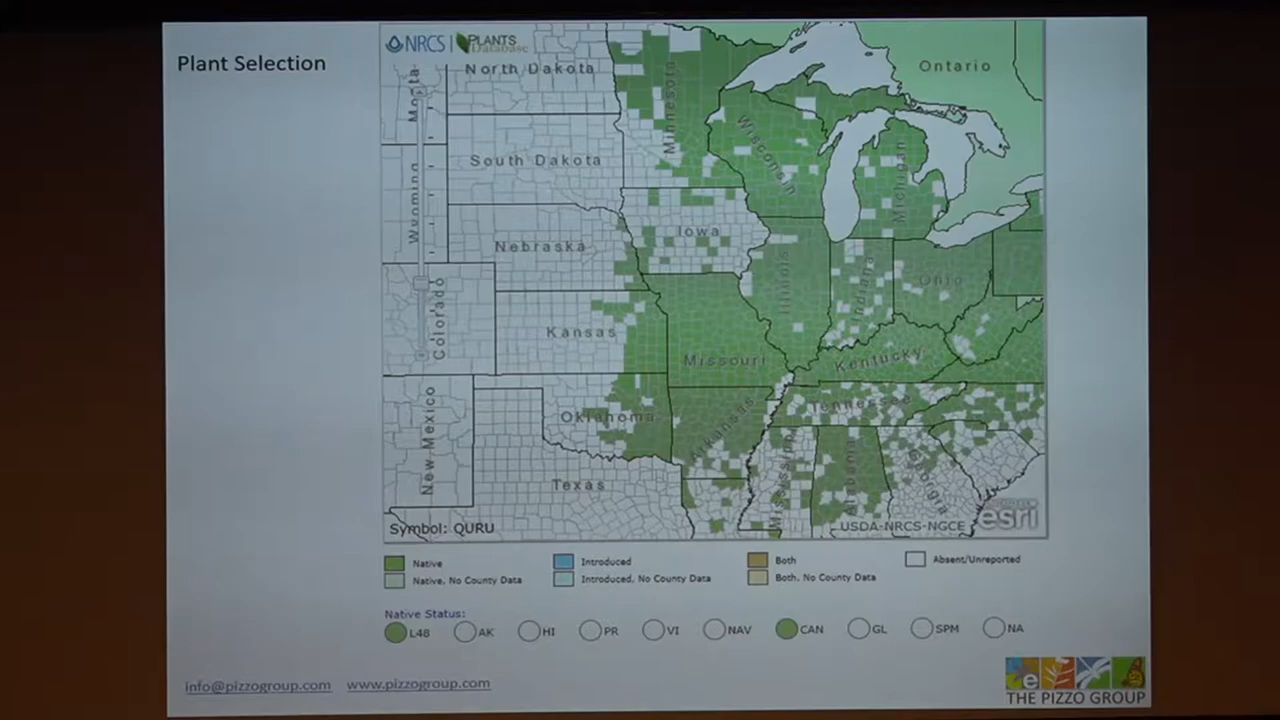 Plant Selection
NRCS | PLANTS
Database
North Dakota
Ontario
Minnesota
Wisconsin
Michigan
South Dakota
Wyoming
Nebraska
Iowa
Illinois
Indiana
Ohio
Colorado
Kansas
Missouri
Kentucky
New Mexico
Oklahoma
Arkansas
Tennessee
Texas
Mississippi
Alabama
Georgia
Symbol: QURU
USDA-NRCS-NGCE
esri
Native
Introduced
Both
Absent/Unreported
Native, No County Data
Introduced, No County Data
Both, No County Data
Native Status:
L48 AK HI PR VI NAV CAN GL SPM NA
info@pizzogroup.com www.pizzogroup.com
e
THE PIZZO GROUP